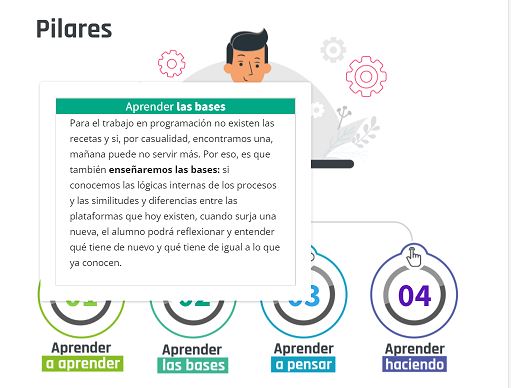 Pilares
Aprender las bases
Para el trabajo en programación no existen las
recetas y si, por casualidad, encontramos una,
mañana puede no servir más. Por eso, es que
también enseñaremos las bases: si
conocemos las lógicas internas de los procesos
y las similitudes y diferencias entre las
plataformas que hoy existen, cuando surja una
nueva, el alumno podrá reflexionar y entender
qué tiene de nuevo y qué tiene de igual a lo que
ya conocen.
01 02 03 04
Aprender Aprender Aprender Aprender
a aprender las bases a pensar haciendo